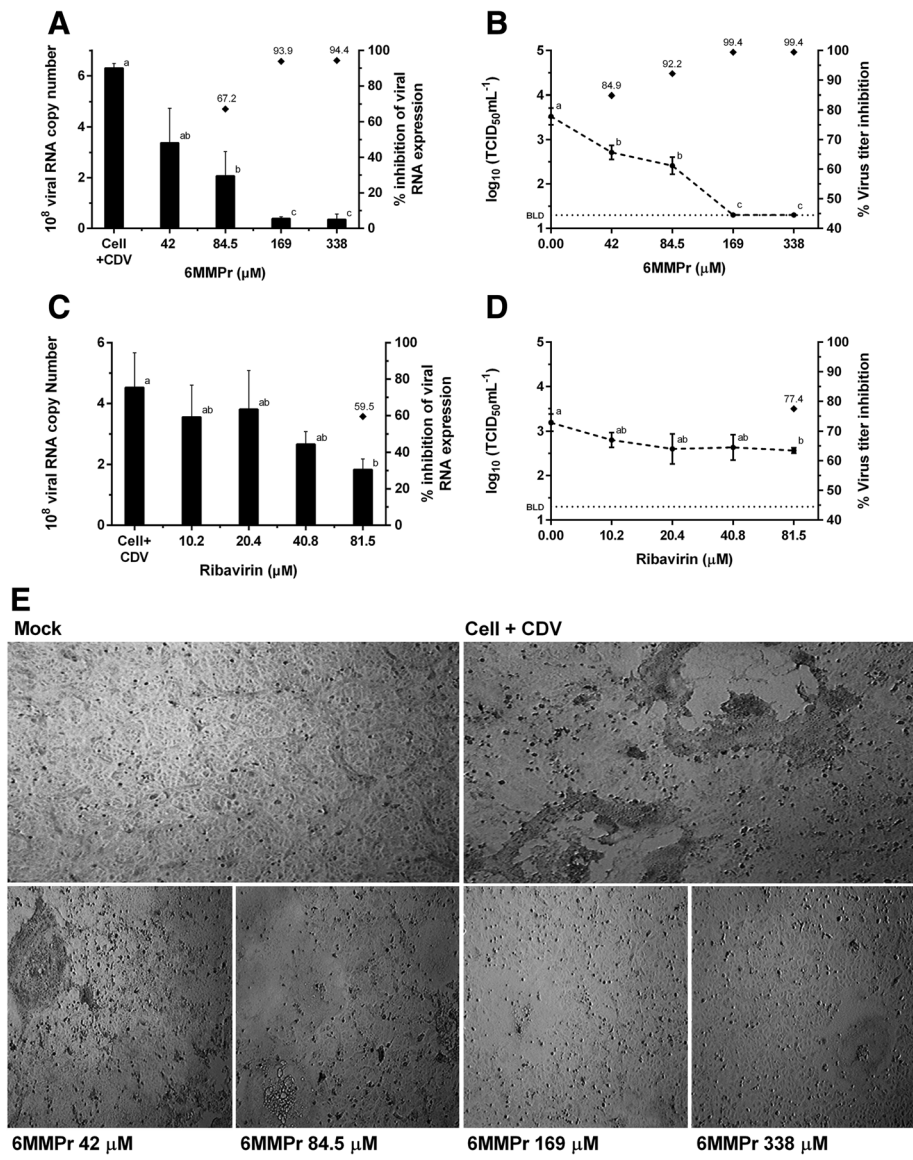 A
10⁸ viral RNA copy number
6
4
2
0
a
ab
b
c
c
67.2
93.9
94.4
100
80
60
40
20
0
% inhibition of viral
RNA expression
Cell
+CDV
42
84.5
169
338
6MMPr (µM)
B
log₁₀ (TCID₅₀mL⁻¹)
5
4
3
2
BLD
1
a
b
b
c
c
84.9
92.2
99.4
99.4
100
90
80
70
60
50
40
% Virus titer inhibition
0.00
42
84.5
169
338
6MMPr (µM)
C
10⁸ viral RNA copy Number
6
4
2
0
a
ab
ab
ab
b
59.5
100
80
60
40
20
0
% inhibition of viral
RNA expression
Cell+
CDV
10.2
20.4
40.8
81.5
Ribavirin (µM)
D
log₁₀ (TCID₅₀mL⁻¹)
5
4
3
2
BLD
1
a
ab
ab
ab
b
77.4
100
90
80
70
60
50
40
% Virus titer inhibition
0.00
10.2
20.4
40.8
81.5
Ribavirin (µM)
E
Mock
Cell + CDV
6MMPr 42 µM
6MMPr 84.5 µM
6MMPr 169 µM
6MMPr 338 µM